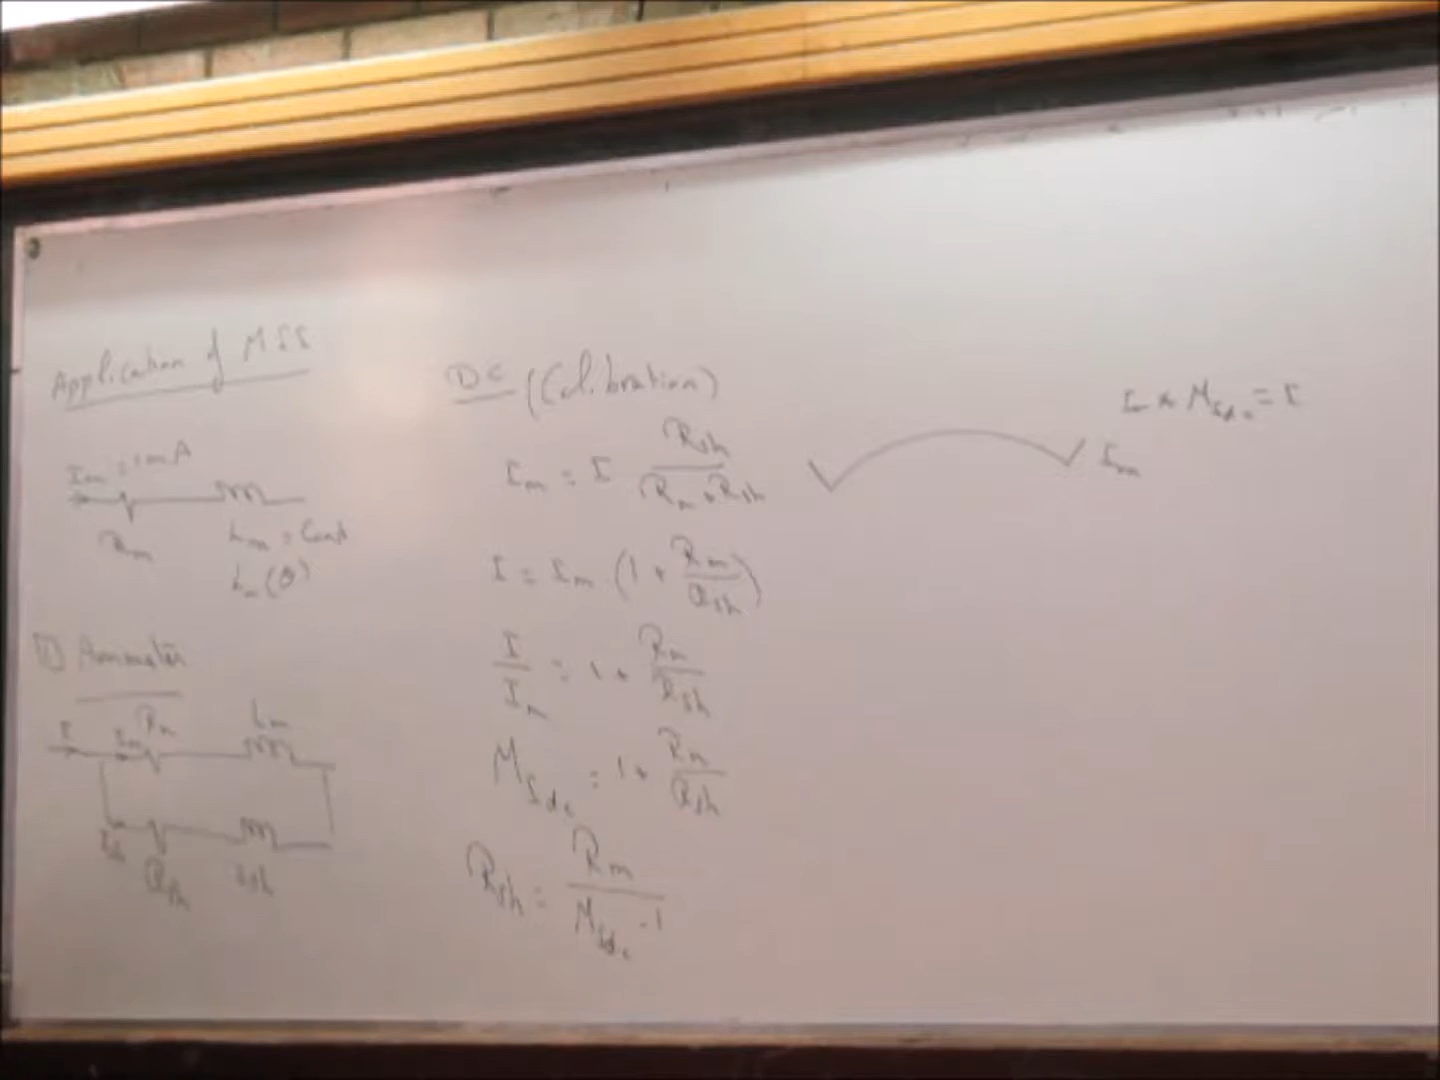 Application of MSS
Im = 1mA
Rm
Lm = Const
Lm(θ)
1 Ammeter
I Im Rm Lm
Ish Rsh Lsh
DC (Calibration)
Im = I Rsh / Rm + Rsh
I = Im (1 + Rm / Rsh)
I / Im = 1 + Rm / Rsh
MSdc = 1 + Rm / Rsh
Rsh = Rm / MSdc - 1
I × MSdc = I
Im